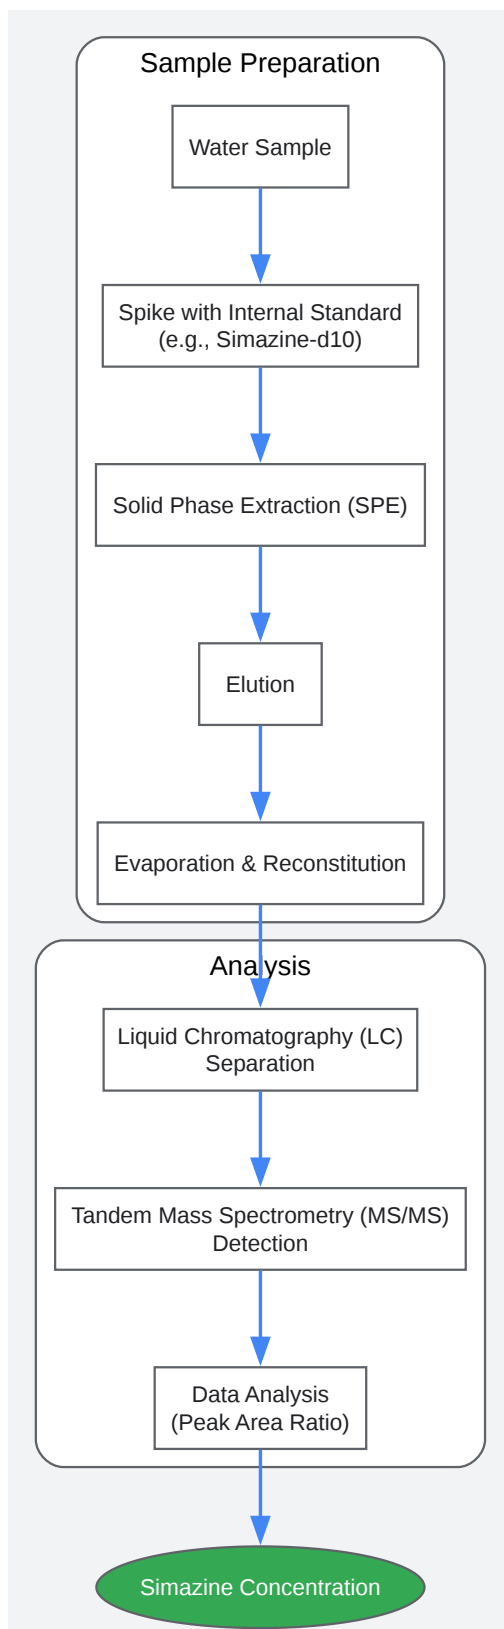 Sample Preparation
Water Sample
Spike with Internal Standard
(e.g., Simazine-d10)
Solid Phase Extraction (SPE)
Elution
Evaporation & Reconstitution
Analysis
Liquid Chromatography (LC)
Separation
Tandem Mass Spectrometry (MS/MS)
Detection
Data Analysis
(Peak Area Ratio)
Simazine Concentration